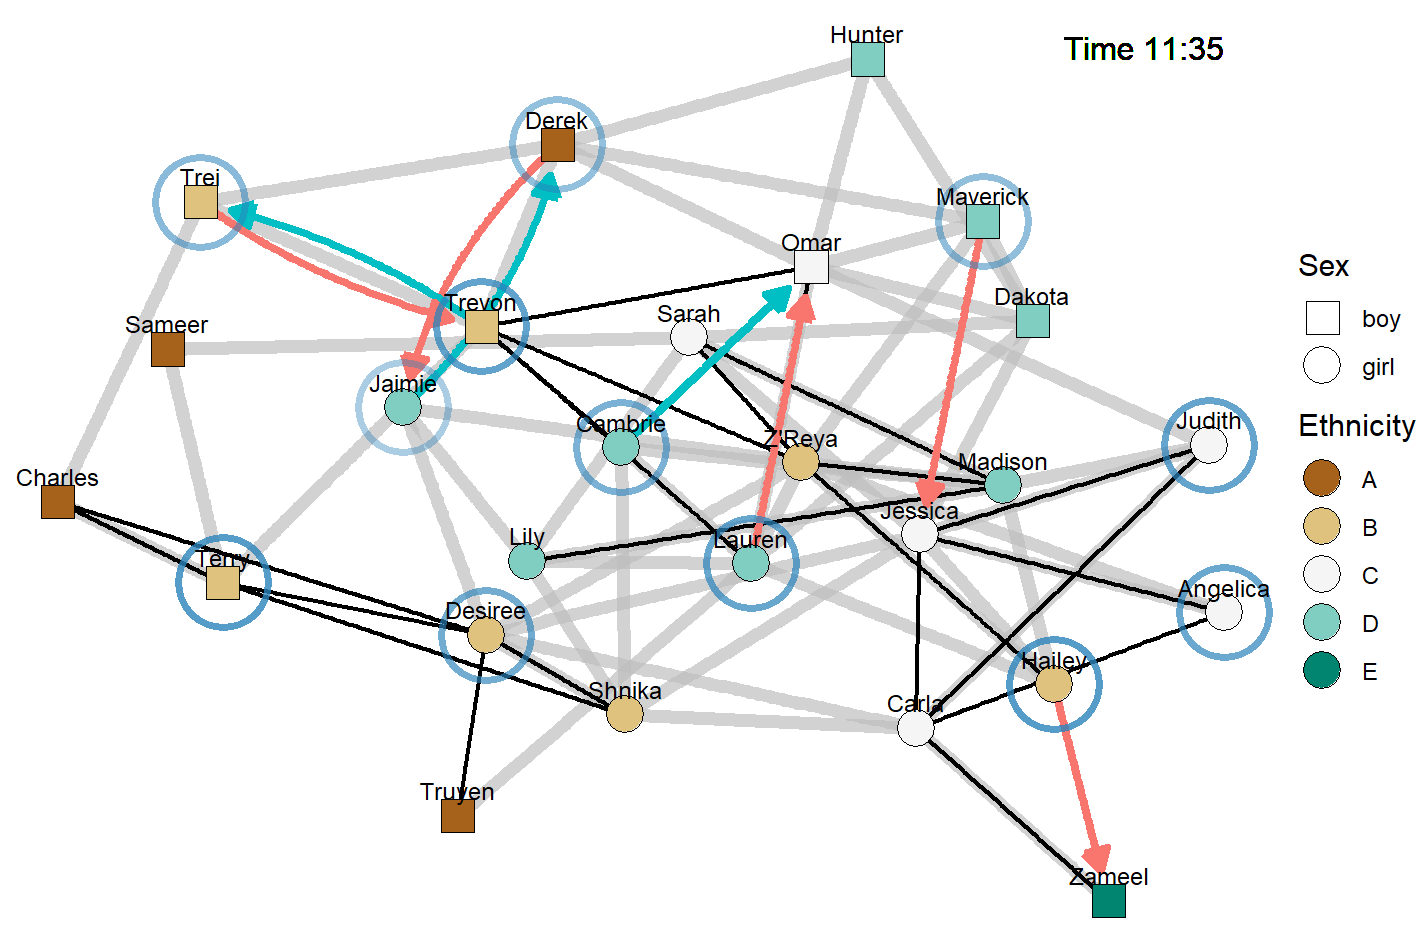 Hunter
Time 11:35
Derek
Trei
Maverick
Omar
Sex
Dakota
Trevon
Sarah
Sameer
boy
girl
Jaimie
Judith
Cambrie
Ethnicity
Z'Reya
Madison
Charles
A
Jessica
B
Lily
Lauren
Terry
C
Angelica
Desiree
D
Hailey
E
Shnika
Carla
Truyen
Zameel